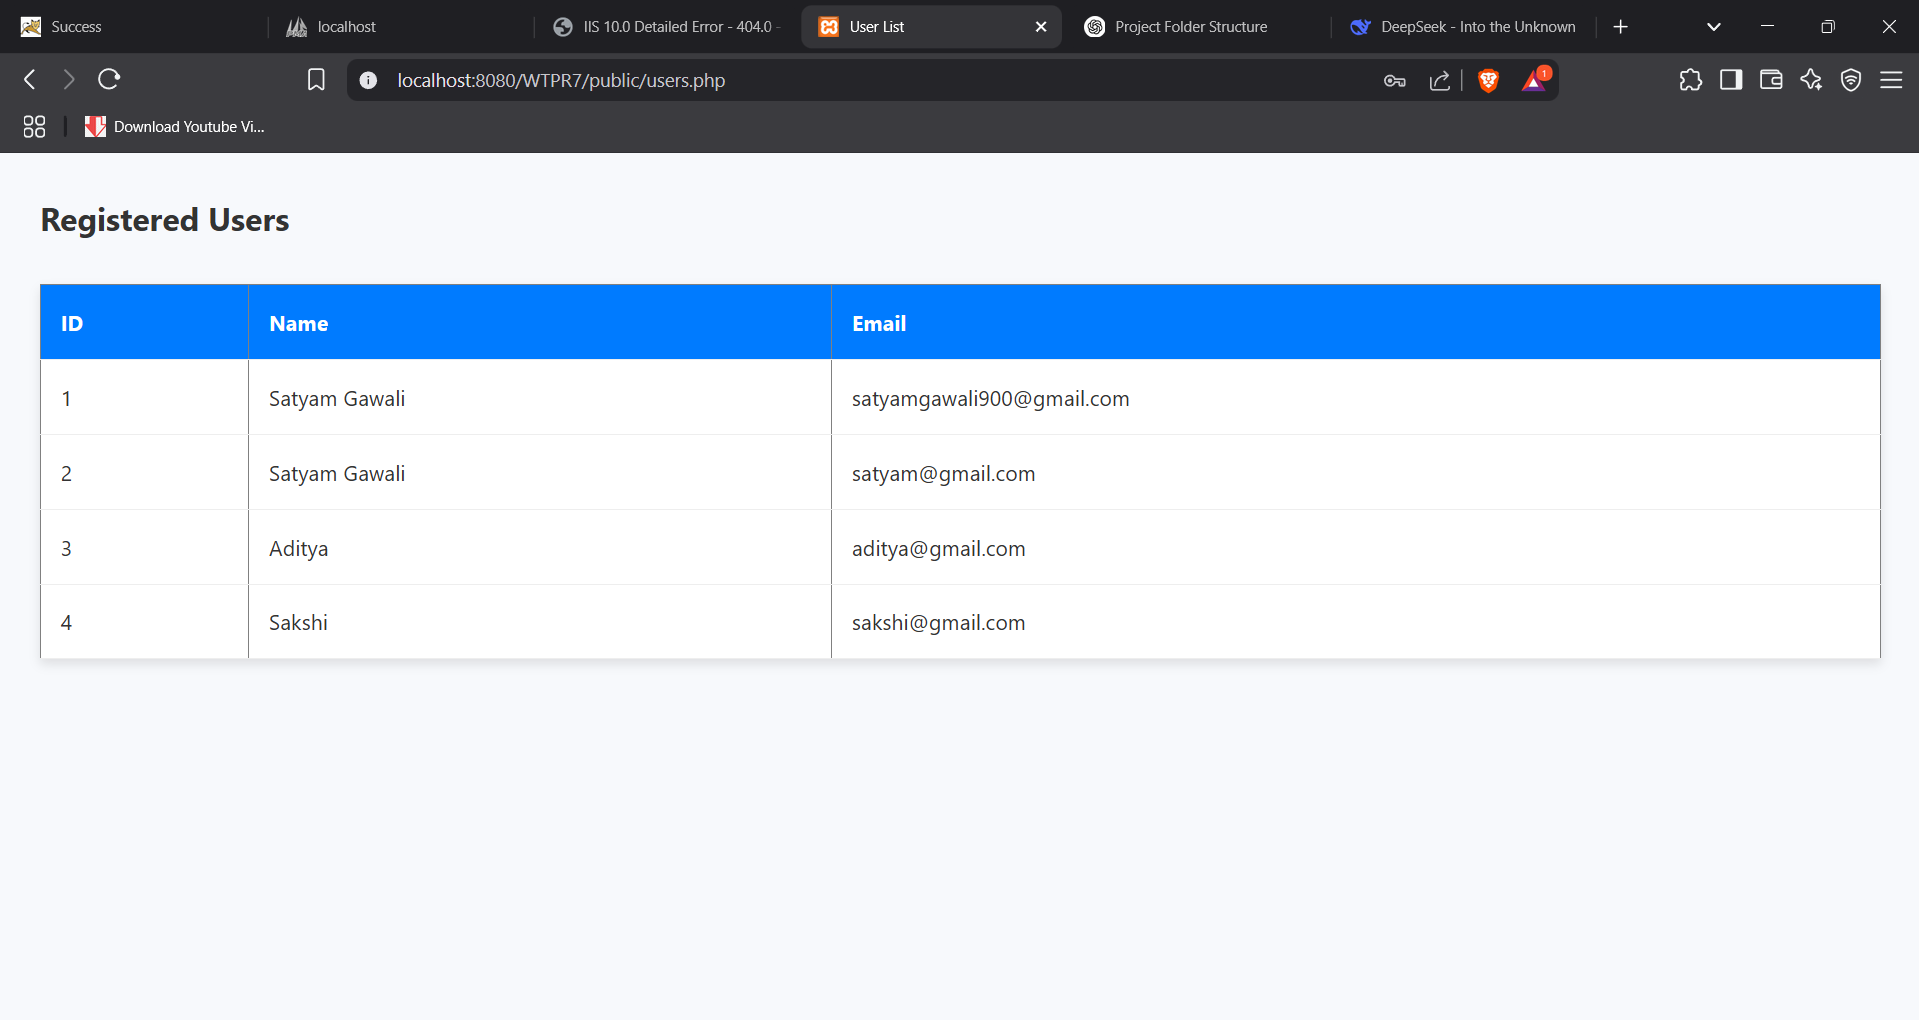 Success
localhost
IIS 10.0 Detailed Error - 404.0 -
User List
Project Folder Structure
DeepSeek - Into the Unknown
localhost:8080/WTPR7/public/users.php
1
Download Youtube Vi...
Registered Users
ID Name Email
1 Satyam Gawali satyamgawali900@gmail.com
2 Satyam Gawali satyam@gmail.com
3 Aditya aditya@gmail.com
4 Sakshi sakshi@gmail.com